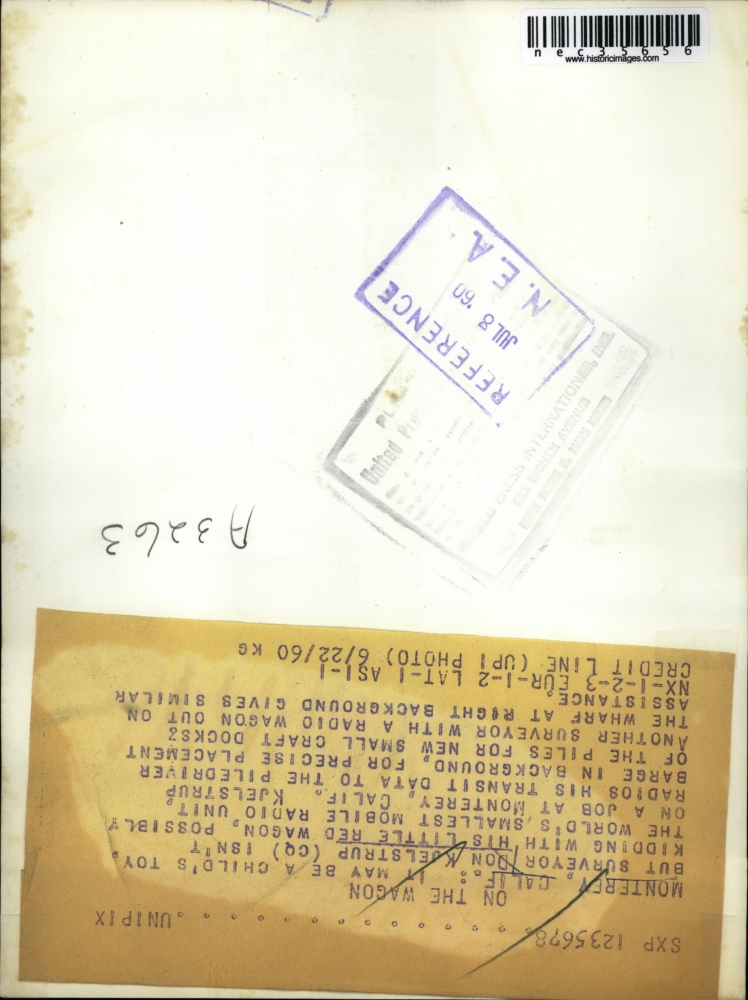 nec35656
www.historicimages.com
N.E.A.
JUL 8 '60
REFERENCE
United
PRESS INTERNATIONAL, INC.
EIGHTH AVENUE
A3263
SXP 1235678. . . . . . . . . . . . . UNIPIX
ON THE WAGON
MONTEREY, CALIF.: IT MAY BE A CHILD'S TOY,
BUT SURVEYOR DON KJELSTRUP (CQ) ISN'T
KIDDING WITH HIS LITTLE RED WAGON, POSSIBLY
THE WORLD'S SMALLEST MOBILE RADIO UNIT,
ON A JOB AT MONTEREY, CALIF. KJELSTRUP
RADIOS HIS TRANSIT DATA TO THE PILEDRIVER
BARGE IN BACKGROUND, FOR PRECISE PLACEMENT
OF THE PILES FOR NEW SMALL CRAFT DOCKS.
ANOTHER SURVEYOR WITH A RADIO WAGON OUT ON
THE WHARF AT RIGHT BACKGROUND GIVES SIMILAR
ASSISTANCE.
NX-1-2-3 EUR-1-2 LAT-1 ASI-1
CREDIT LINE (UPI PHOTO) 6/22/60 KG